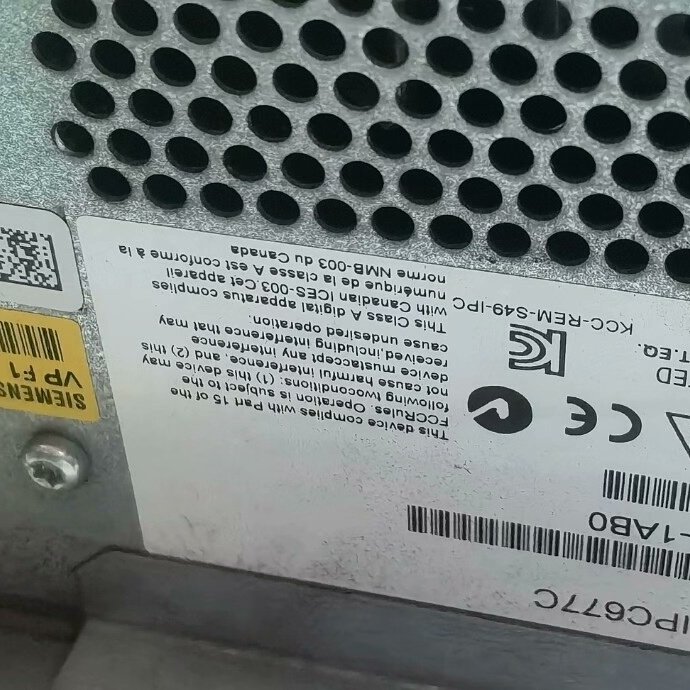 IPC677C
-1AB0
This device complies with Part 15 of the
FCCRules. Operation is subject to the
following twoconditions: (1) this device may
not cause harmful interference, and (2) this
device mustaccept any interference
received,including interference that may
cause undesired operation.
This Class A digital apparatus complies
with Canadian ICES-003.Cet appareil
numérique de la classe A est conforme à la
norme NMB-003 du Canada
CE
ED
T.EQ.
KCC-REM-S49-IPC
SIEMENS
VP F1